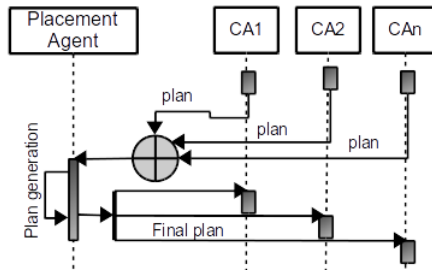 Placement
Agent
CA1
CA2
CAn
plan
plan
plan
Plan generation
Final plan